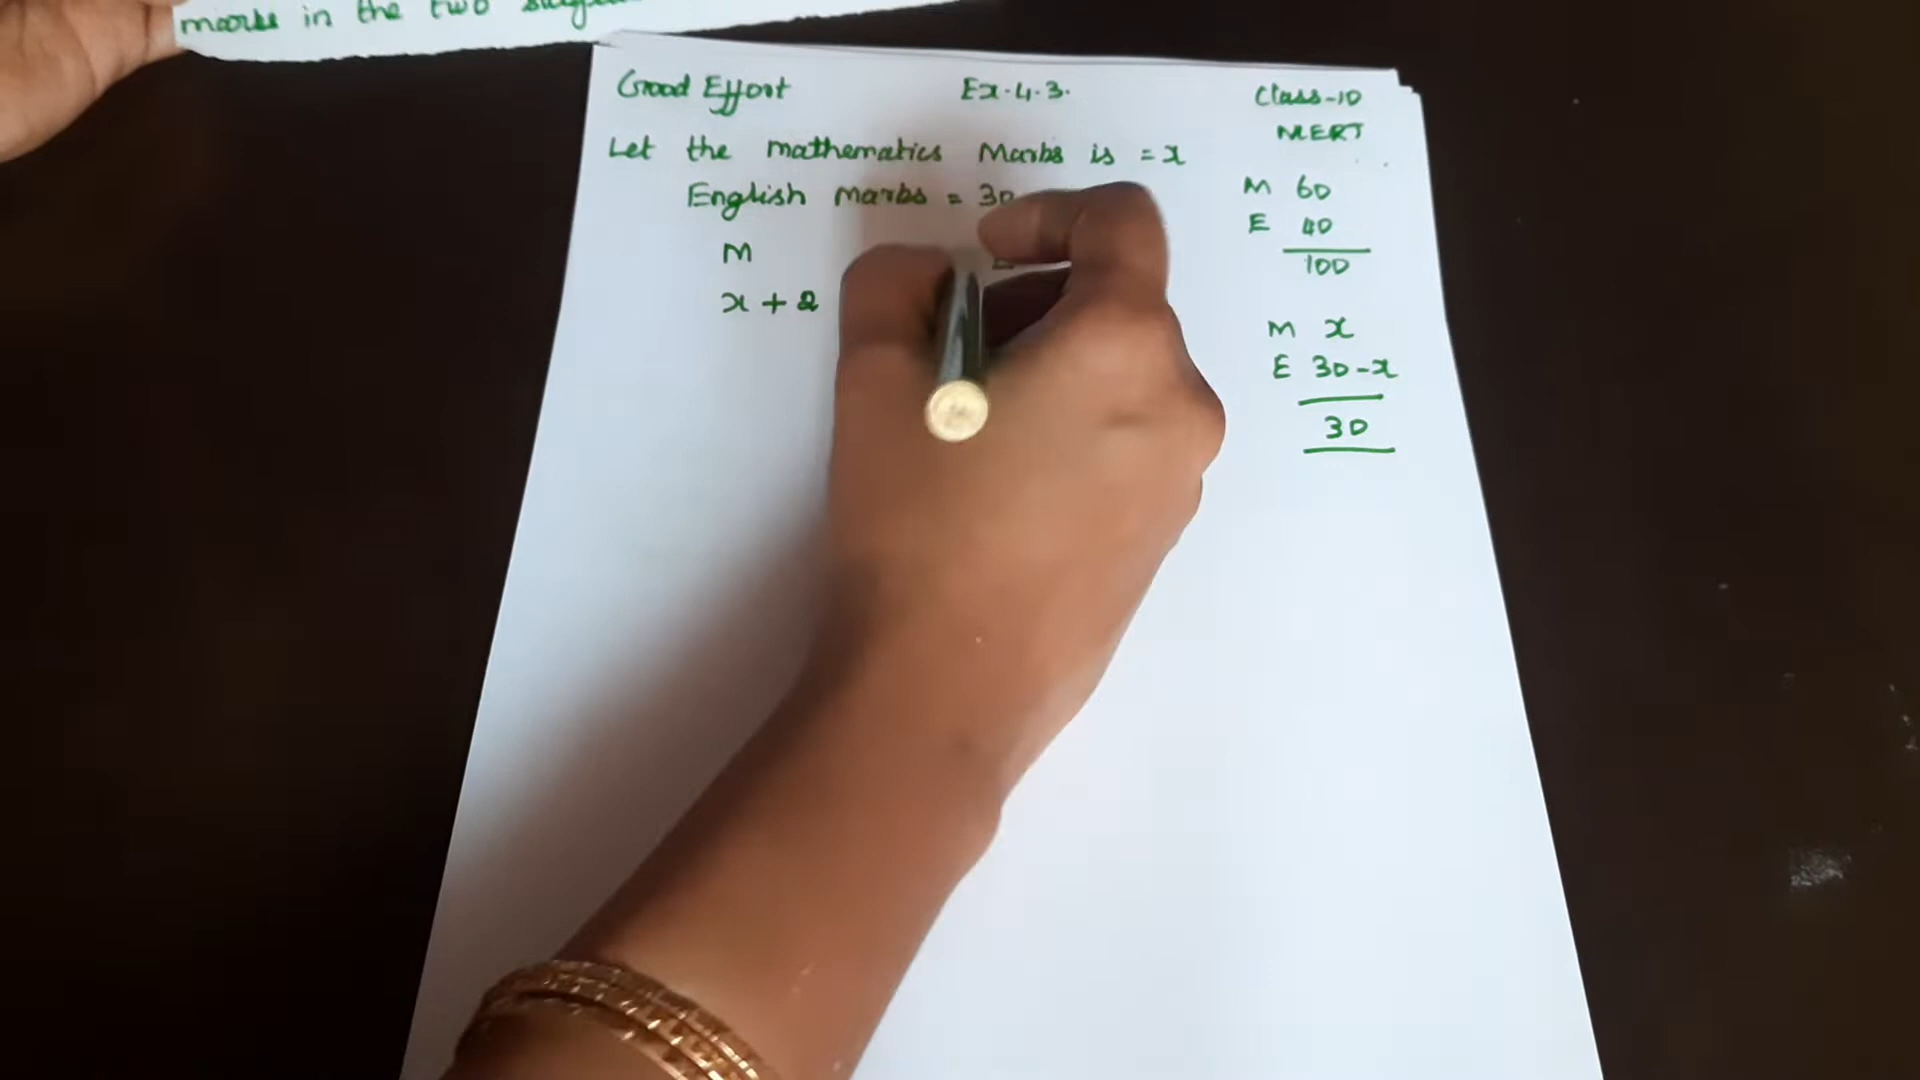 marks in the two
Good Effort
Ex.4.3.
Class-10
NCERT
Let the mathematics Marks is = x
English marks = 30
M
x + 2
M 60
E 40
100
M x
E 30-x
30